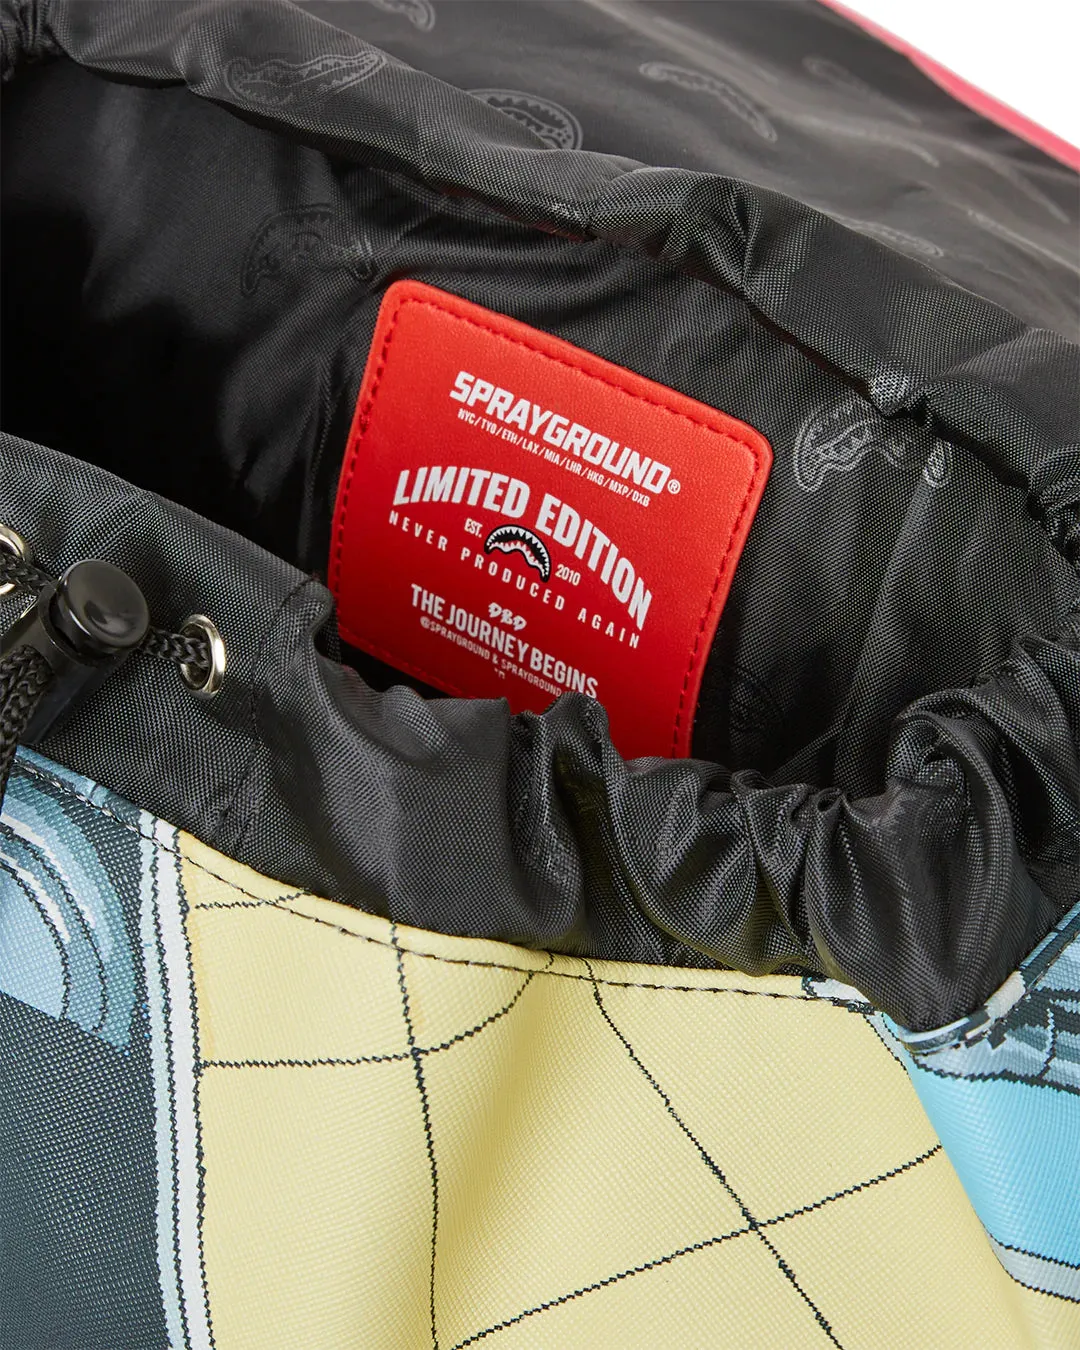 SPRAYGROUND®
NYC/TYO/ETH/LAX/MIA/LHR/HKG/MXP/DXB
LIMITED EDITION
EST. 2010
NEVER PRODUCED AGAIN
DBD
THE JOURNEY BEGINS
@SPRAYGROUND & SPRAYGROUND